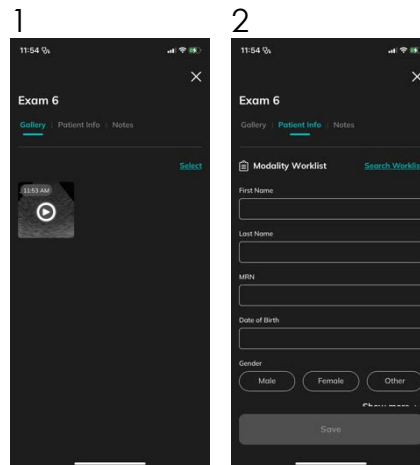 1
11:54
Exam 6
Gallery | Patient Info | Notes
Select
11:53 AM
2
11:54
Exam 6
Gallery | Patient Info | Notes
Modality Worklist Search Worklis
First Name
Last Name
MRN
Date of Birth
Gender
Male Female Other
Show more
Save